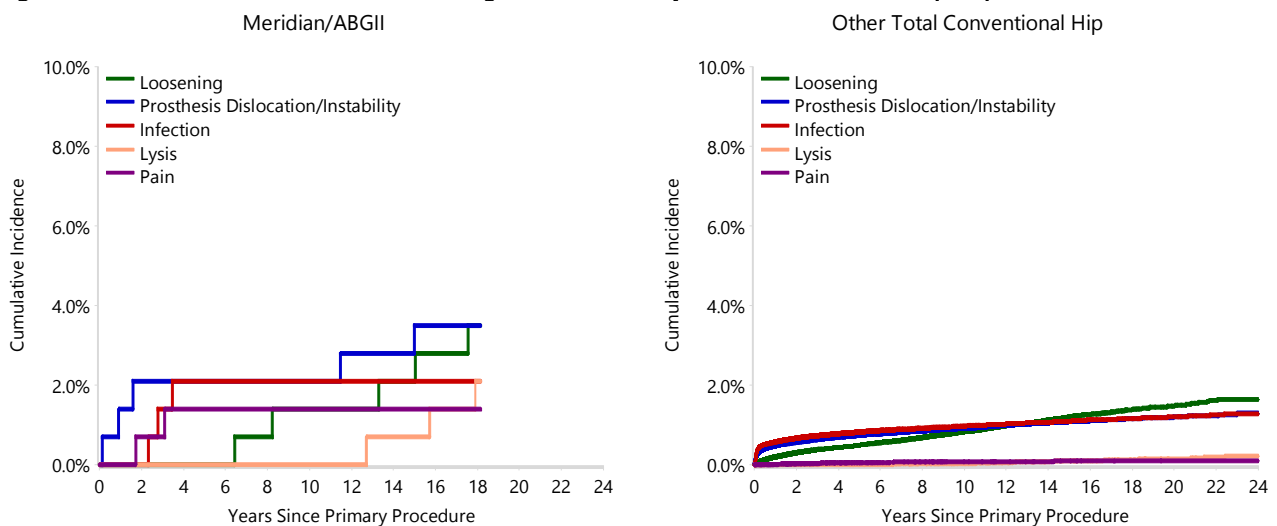 Meridian/ABGII
10.0%
8.0%
6.0%
4.0%
2.0%
0.0%
Cumulative Incidence
Loosening
Prosthesis Dislocation/Instability
Infection
Lysis
Pain
0 2 4 6 8 10 12 14 16 18 20 22 24
Years Since Primary Procedure
Other Total Conventional Hip
10.0%
8.0%
6.0%
4.0%
2.0%
0.0%
Cumulative Incidence
Loosening
Prosthesis Dislocation/Instability
Infection
Lysis
Pain
0 2 4 6 8 10 12 14 16 18 20 22 24
Years Since Primary Procedure